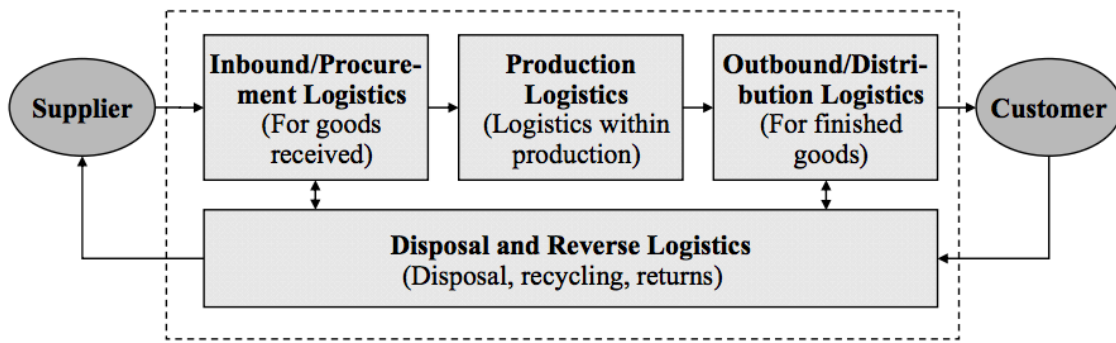 Supplier
Inbound/Procure-
ment Logistics
(For goods
received)
Production
Logistics
(Logistics within
production)
Outbound/Distri-
bution Logistics
(For finished
goods)
Customer
Disposal and Reverse Logistics
(Disposal, recycling, returns)